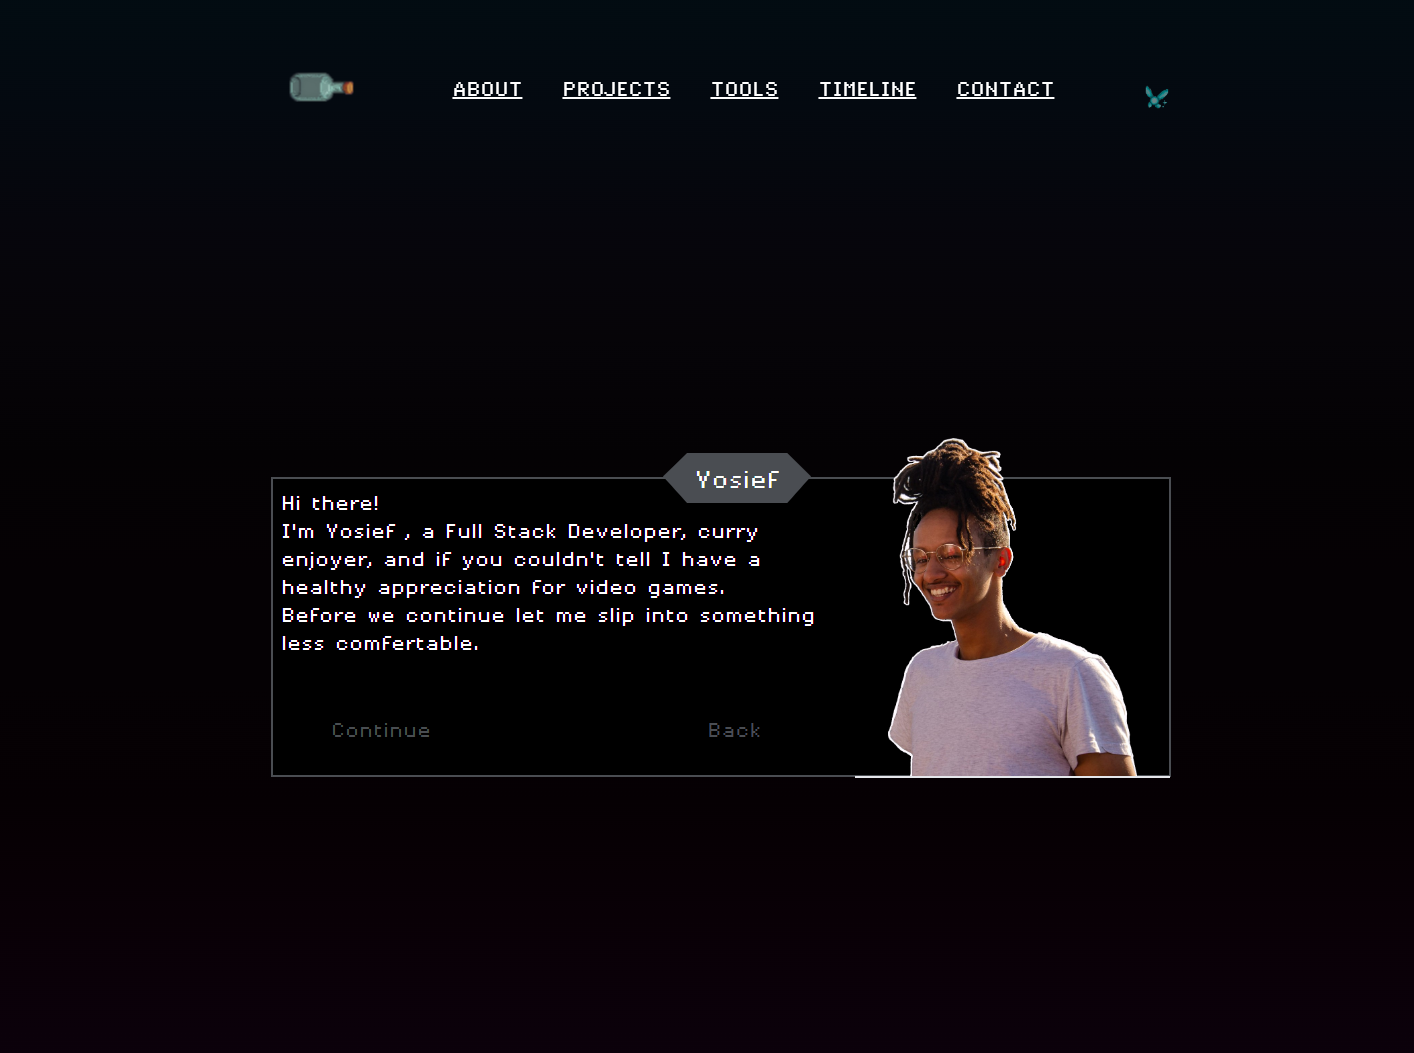 ABOUT PROJECTS TOOLS TIMELINE CONTACT
Yosief
Hi there!
I'm Yosief , a Full Stack Developer, curry
enjoyer, and if you couldn't tell I have a
healthy appreciation for video games.
Before we continue let me slip into something
less comfertable.
Continue Back